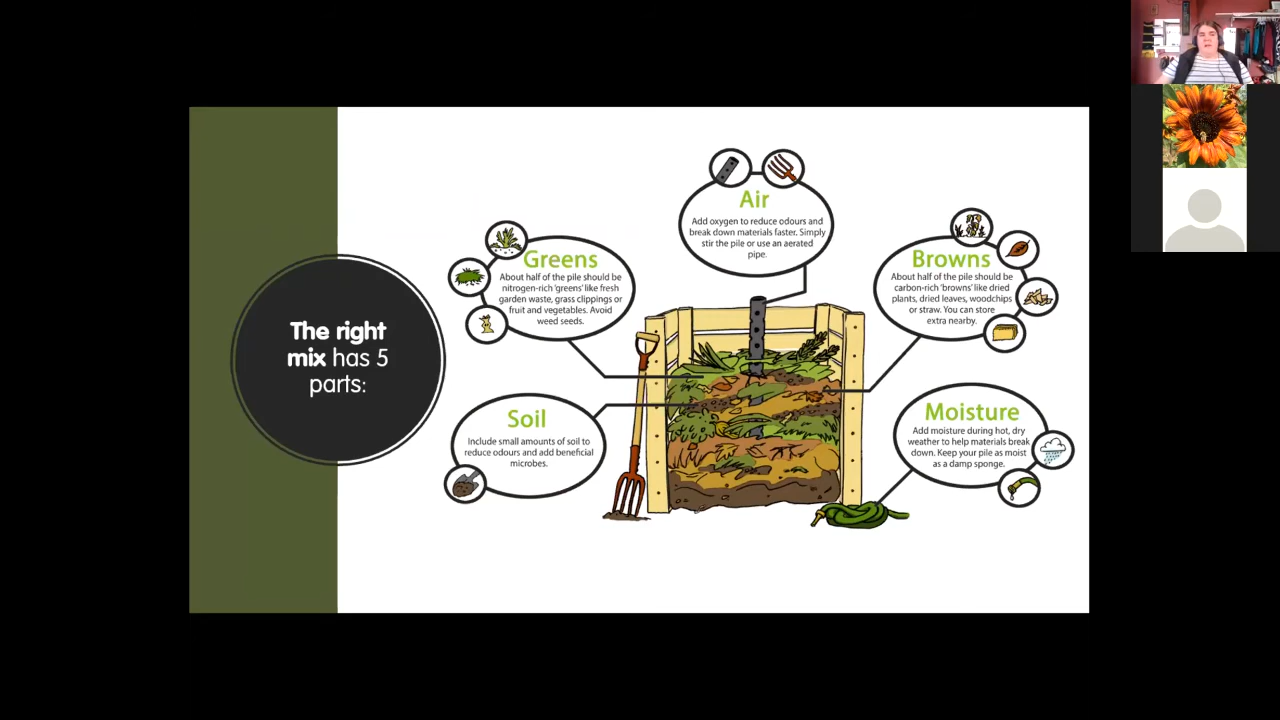 The right
mix has 5
parts:
Air
Add oxygen to reduce odours and
break down materials faster. Simply
stir the pile or use an aerated
pipe.
Greens
About half of the pile should be
nitrogen-rich 'greens' like fresh
garden waste, grass clippings or
fruit and vegetables. Avoid
weed seeds.
Browns
About half of the pile should be
carbon-rich 'browns' like dried
plants, dried leaves, woodchips
or straw. You can store
extra nearby.
Soil
Include small amounts of soil to
reduce odours and add beneficial
microbes.
Moisture
Add moisture during hot, dry
weather to help materials break
down. Keep your pile as moist
as a damp sponge.